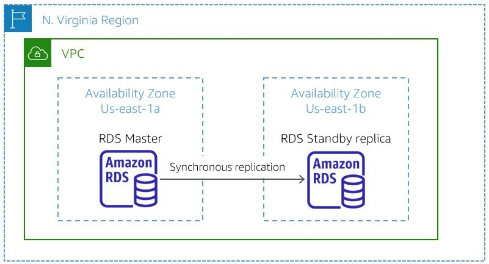 N. Virginia Region
VPC
Availability Zone
Us-east-1a
Availability Zone
Us-east-1b
RDS Master
RDS Standby replica
Amazon
RDS
Synchronous replication
Amazon
RDS